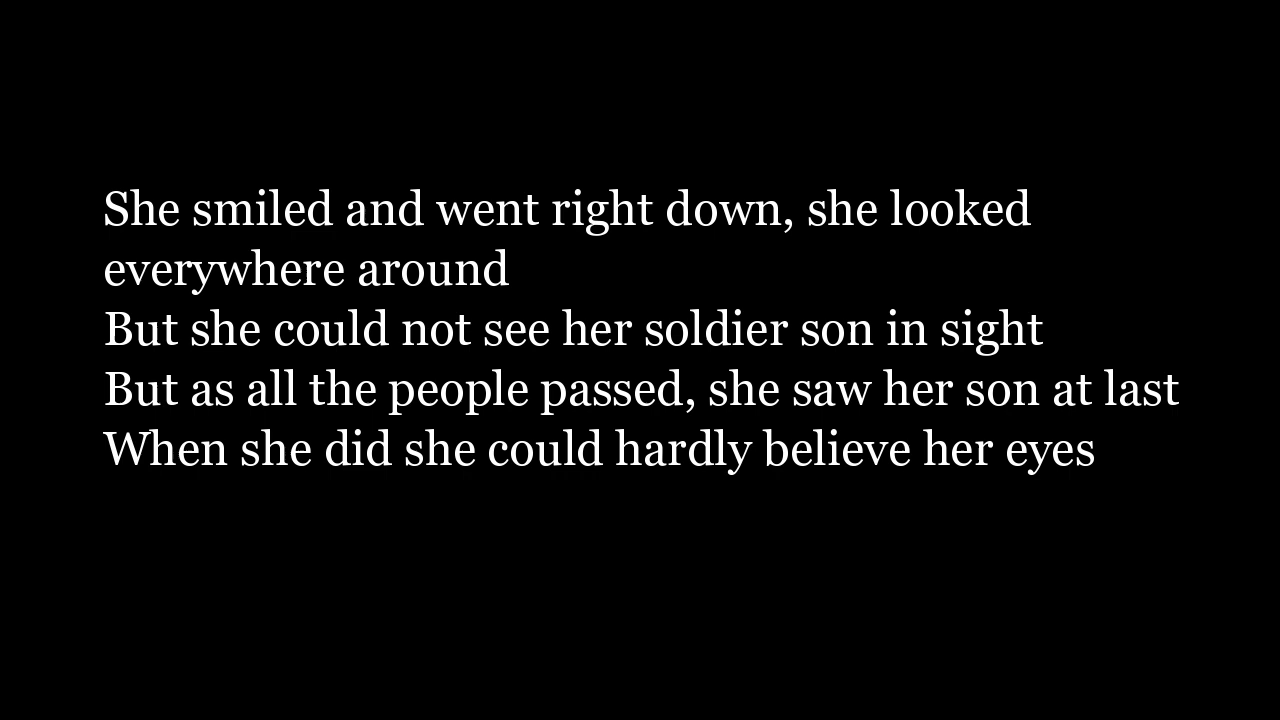 She smiled and went right down, she looked
everywhere around
But she could not see her soldier son in sight
But as all the people passed, she saw her son at last
When she did she could hardly believe her eyes